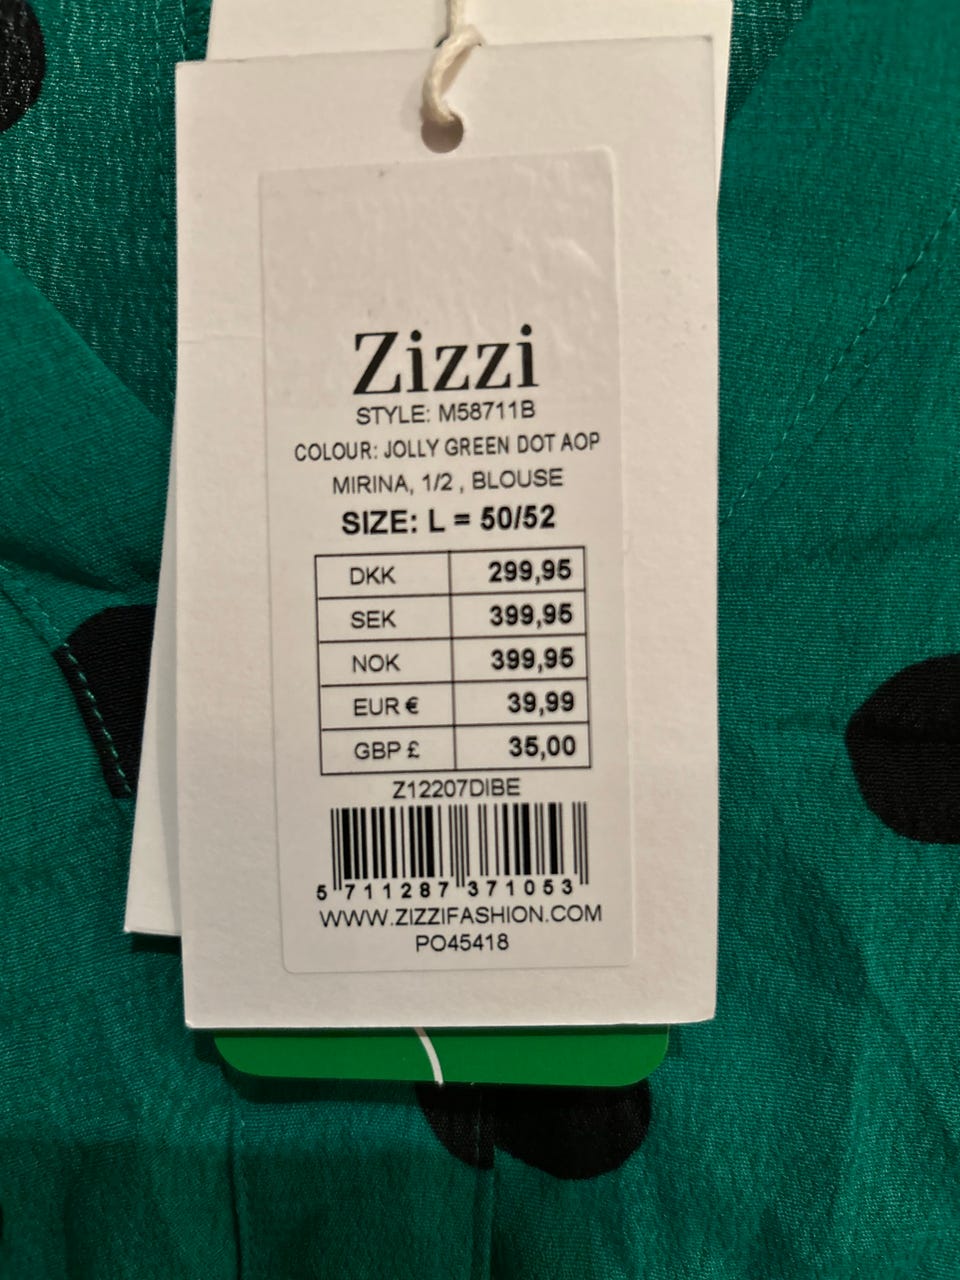 Zizzi
STYLE: M58711B
COLOUR: JOLLY GREEN DOT AOP
MIRINA, 1/2 , BLOUSE
SIZE: L = 50/52
DKK 299,95
SEK 399,95
NOK 399,95
EUR € 39,99
GBP £ 35,00
Z12207DIBE
5 711287 371053
WWW.ZIZZIFASHION.COM
PO45418